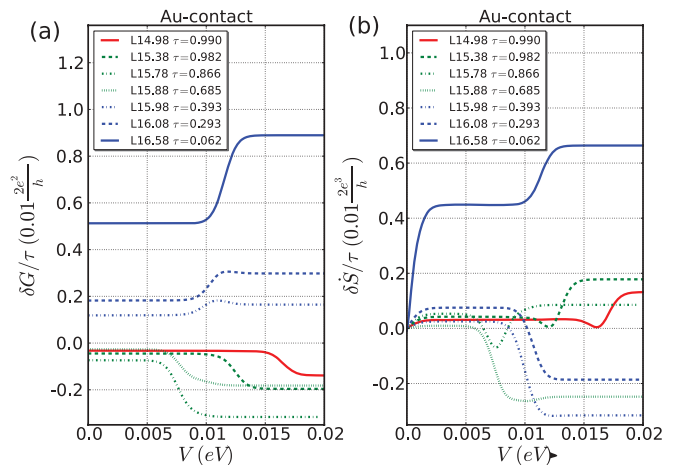 Au-contact
(a)
L14.98 τ=0.990
L15.38 τ=0.982
L15.78 τ=0.866
L15.88 τ=0.685
L15.98 τ=0.393
L16.08 τ=0.293
L16.58 τ=0.062
1.2
1.0
0.8
0.6
0.4
0.2
0.0
-0.2
δG/τ (0.01 2e²/h)
0.0
0.005
0.01
0.015
0.02
V (eV)
Au-contact
(b)
L14.98 τ=0.990
L15.38 τ=0.982
L15.78 τ=0.866
L15.88 τ=0.685
L15.98 τ=0.393
L16.08 τ=0.293
L16.58 τ=0.062
1.0
0.8
0.6
0.4
0.2
0.0
-0.2
δS/τ (0.01 2e³/h)
0.0
0.005
0.01
0.015
0.02
V (eV)